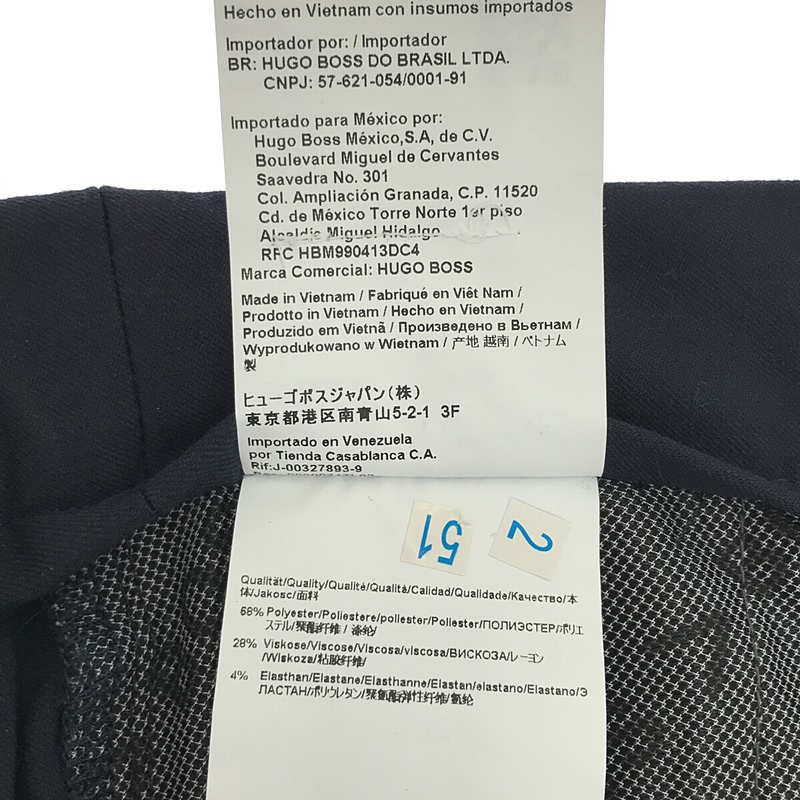 Hecho en Vietnam con insumos importados
Importador por: / Importador
BR: HUGO BOSS DO BRASIL LTDA.
CNPJ: 57-621-054/0001-91
Importado para México por:
Hugo Boss México,S.A, de C.V.
Boulevard Miguel de Cervantes
Saavedra No. 301
Col. Ampliación Granada, C.P. 11520
Cd. de México Torre Norte 1er piso
Alcaldía Miguel Hidalgo
RFC HBM990413DC4
Marca Comercial: HUGO BOSS
Made in Vietnam / Fabriqué en Viêt Nam /
Prodotto in Vietnam / Hecho en Vietnam /
Produzido em Vietnã / Произведено в Вьетнам /
Wyprodukowano w Wietnam / 产地 越南 / ベトナム
製
ヒューゴボスジャパン(株)
東京都港区南青山5-2-1 3F
Importado en Venezuela
por Tienda Casablanca C.A.
Rif:J-00327893-9
51
2
Qualität/Quality/Qualité/Qualità/Calidad/Qualidade/Качество/本
体/Jakosc/面料
68% Polyester/Poliestere/poliester/Poliester/ПОЛИЭСТЕР/ポリエ
ステル/聚酯纤维 / 涤纶
28% Viskose/Viscose/Viscosa/viscosa/ВИСКОЗА/レーヨン
/Wiskoza/粘胶纤维/
4% Elasthan/Elastane/Elasthanne/Elastan/elastano/Elastano/Э
ЛАСТАН/ポリウレタン/聚氨酯弹性纤维/氨纶